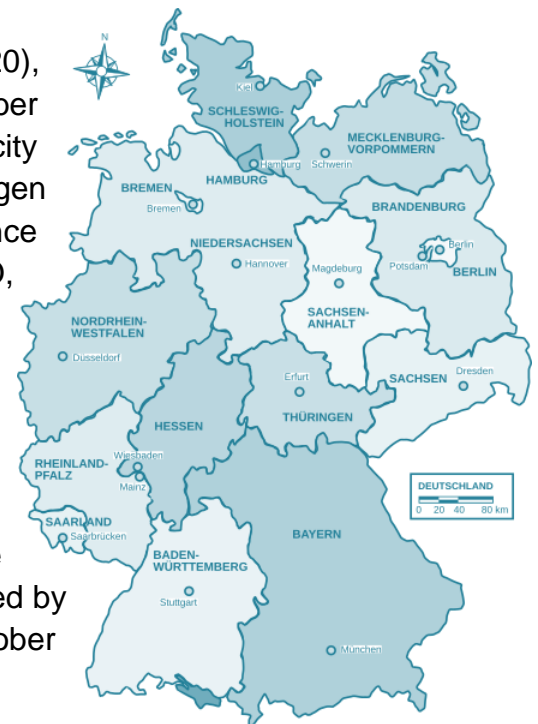 20),
ber
city
gen
nce
O,
e
ed by
ober
N
Kiel
SCHLESWIG-
HOLSTEIN
MECKLENBURG-
VORPOMMERN
Hamburg
Schwerin
HAMBURG
BREMEN
Bremen
BRANDENBURG
NIEDERSACHSEN
Hannover
Berlin
Potsdam
BERLIN
Magdeburg
SACHSEN-
ANHALT
NORDRHEIN-
WESTFALEN
Düsseldorf
Erfurt
THÜRINGEN
SACHSEN
Dresden
HESSEN
Wiesbaden
RHEINLAND-
PFALZ
Mainz
DEUTSCHLAND
0 20 40 80 km
SAARLAND
Saarbrücken
BAYERN
BADEN-
WÜRTTEMBERG
Stuttgart
München